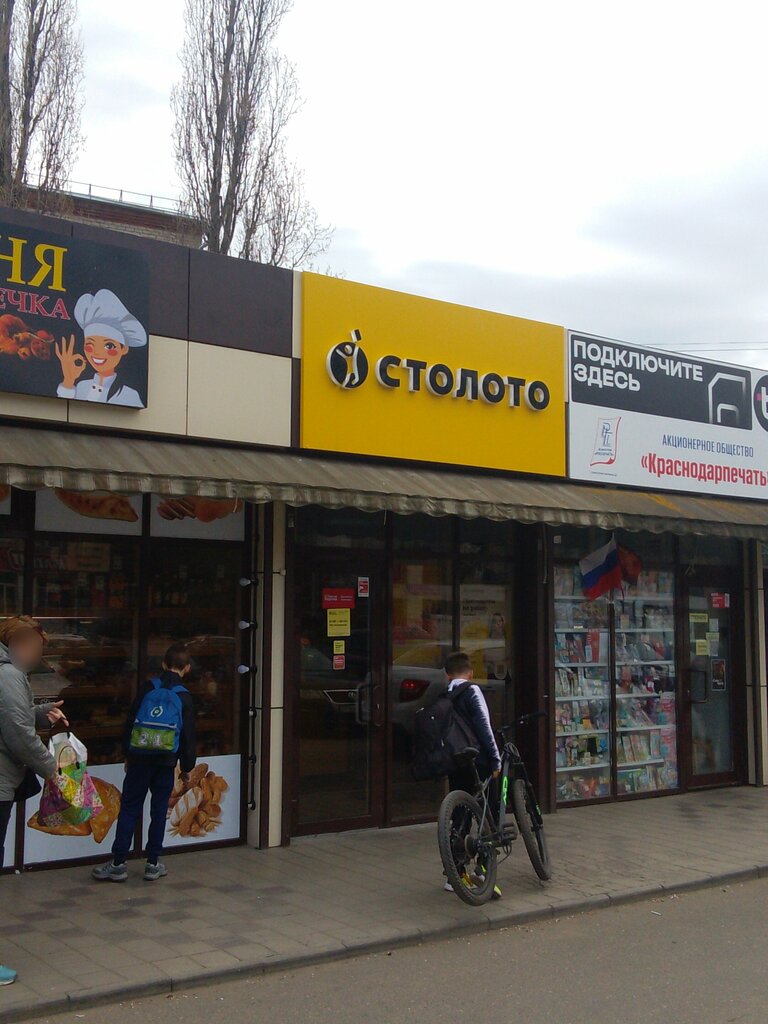 НЯ
ЕЧКА
СТОЛОТО
ПОДКЛЮЧИТЕ
ЗДЕСЬ
АКЦИОНЕРНОЕ ОБЩЕСТВО
«Краснодарпечать